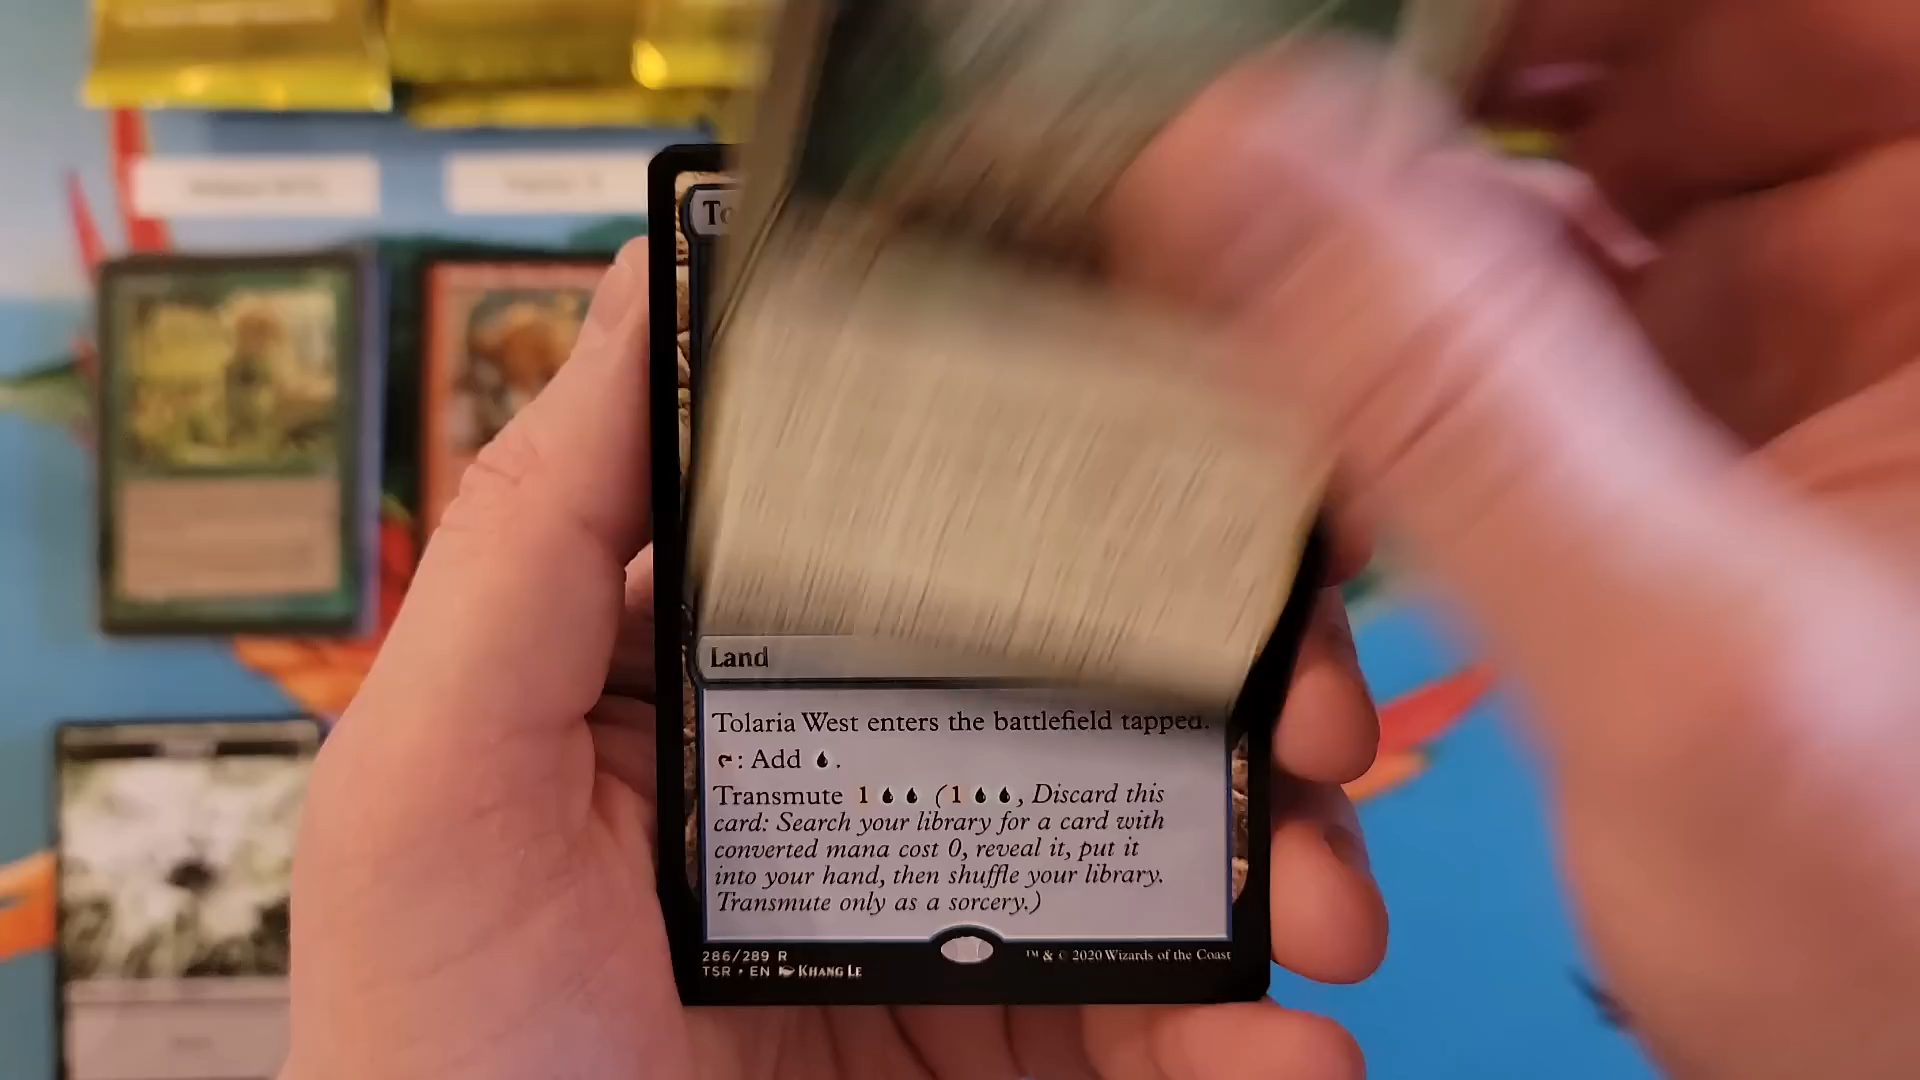 To
Land
Tolaria West enters the battlefield tapped.
: Add .
Transmute 1 (1 , Discard this
card: Search your library for a card with
converted mana cost 0, reveal it, put it
into your hand, then shuffle your library.
Transmute only as a sorcery.)
286/289 R
TSR • EN KHANG LE
™ & © 2020 Wizards of the Coast